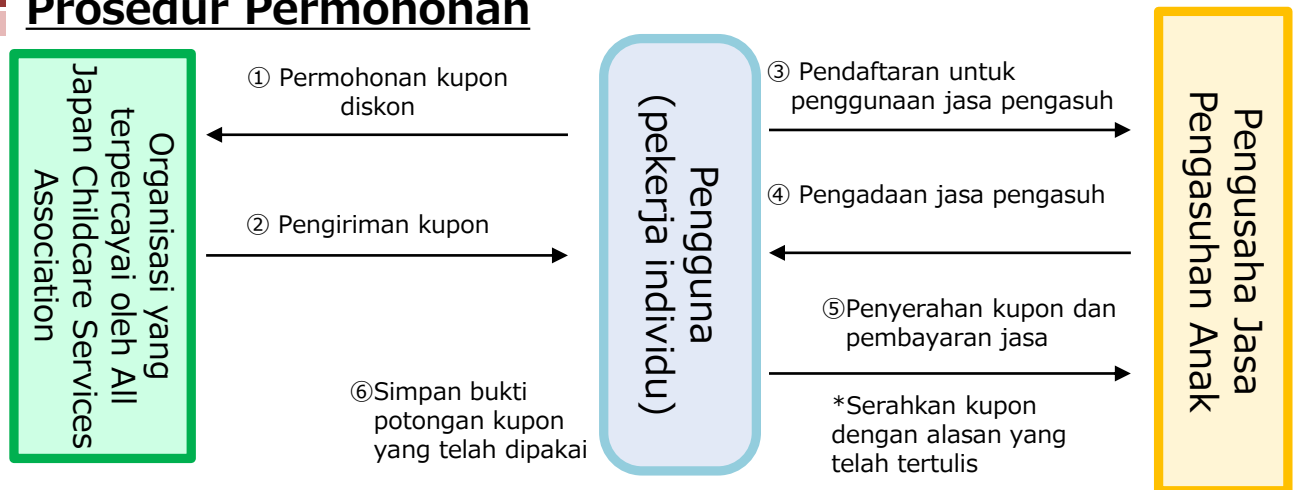 Prosedur Permohonan
Organisasi yang
terpercayai oleh All
Japan Childcare Services
Association
① Permohonan kupon
diskon
② Pengiriman kupon
⑥Simpan bukti
potongan kupon
yang telah dipakai
Pengguna
(pekerja individu)
③ Pendaftaran untuk
penggunaan jasa pengasuh
④ Pengadaan jasa pengasuh
⑤Penyerahan kupon dan
pembayaran jasa
*Serahkan kupon
dengan alasan yang
telah tertulis
Pengusaha Jasa
Pengasuhan Anak